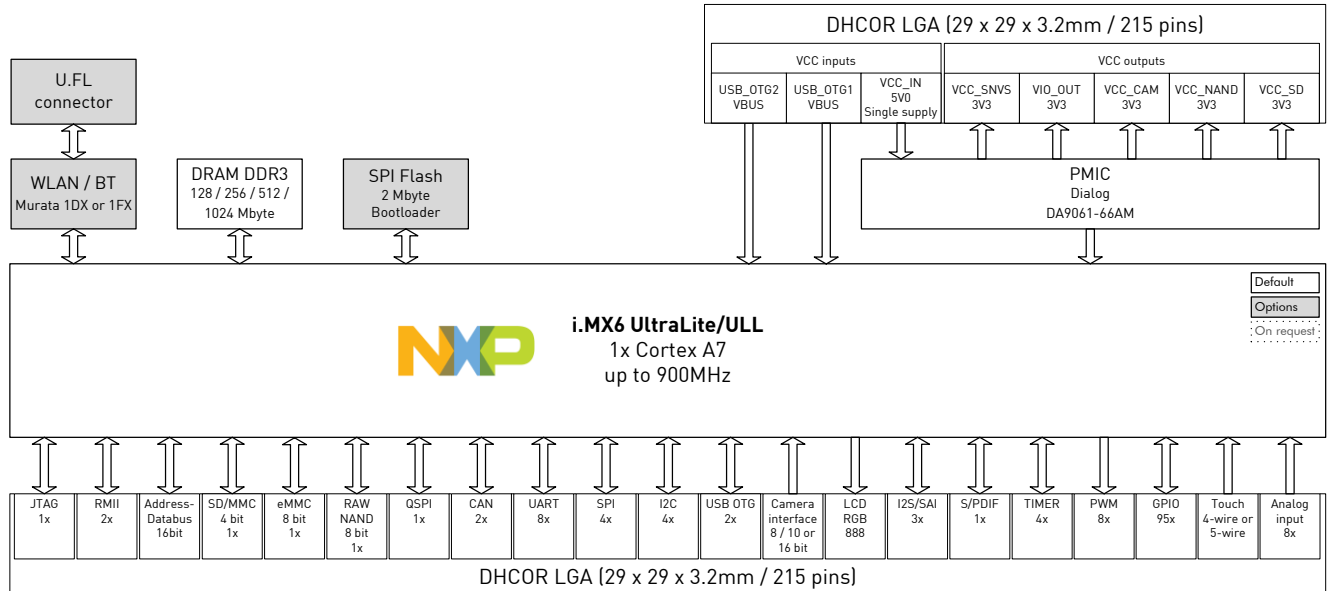 DHCOR LGA (29 x 29 x 3.2mm / 215 pins)
VCC inputs
VCC outputs
USB_OTG2
VBUS
USB_OTG1
VBUS
VCC_IN
5V0
Single supply
VCC_SNVS
3V3
VIO_OUT
3V3
VCC_CAM
3V3
VCC_NAND
3V3
VCC_SD
3V3
U.FL
connector
WLAN / BT
Murata 1DX or 1FX
DRAM DDR3
128 / 256 / 512 /
1024 Mbyte
SPI Flash
2 Mbyte
Bootloader
PMIC
Dialog
DA9061-66AM
Default
Options
On request
NXP
i.MX6 UltraLite/ULL
1x Cortex A7
up to 900MHz
JTAG
1x
RMII
2x
Address-
Databus
16bit
SD/MMC
4 bit
1x
eMMC
8 bit
1x
RAW
NAND
8 bit
1x
QSPI
1x
CAN
2x
UART
8x
SPI
4x
I2C
4x
USB OTG
2x
Camera
interface
8 / 10 or
16 bit
LCD
RGB
888
I2S/SAI
3x
S/PDIF
1x
TIMER
4x
PWM
8x
GPIO
95x
Touch
4-wire or
5-wire
Analog
input
8x
DHCOR LGA (29 x 29 x 3.2mm / 215 pins)